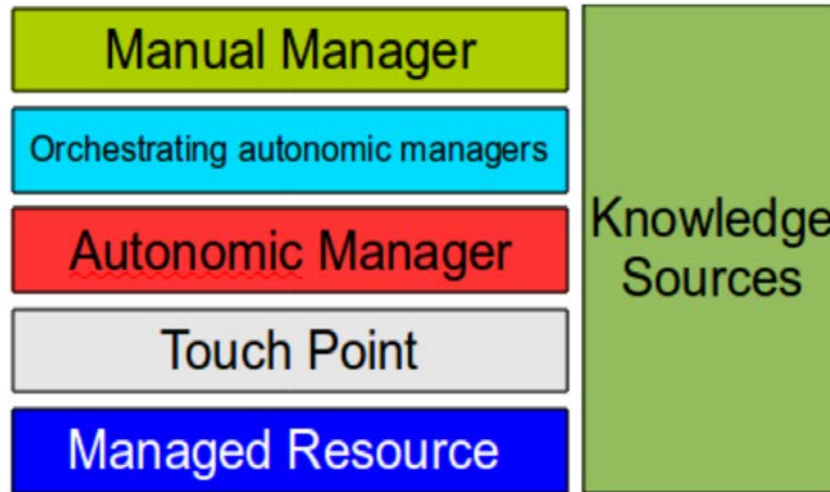 Manual Manager
Orchestrating autonomic managers
Autonomic Manager
Touch Point
Managed Resource
Knowledge
Sources